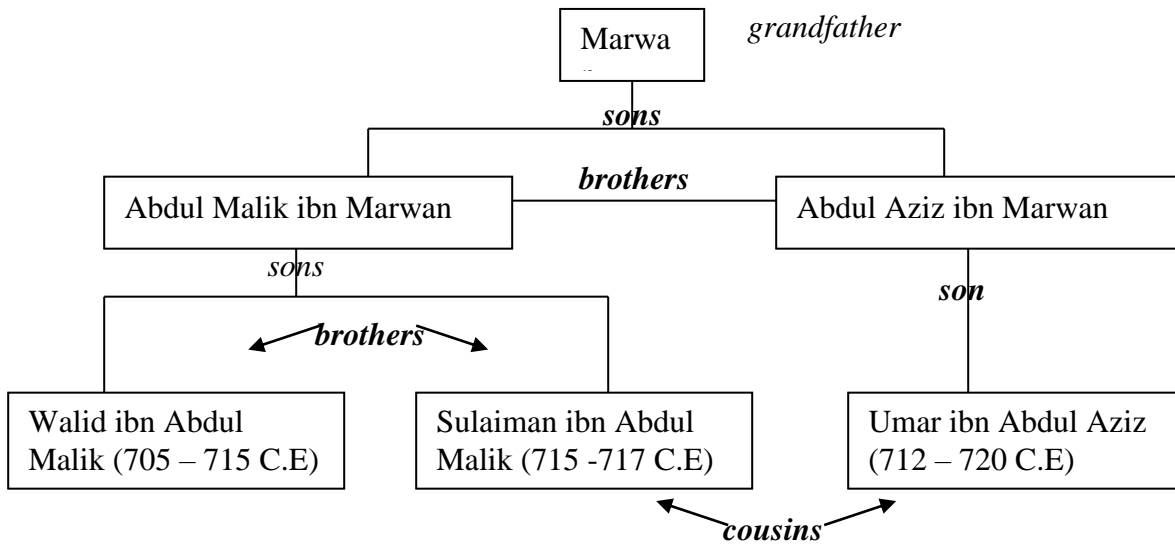 grandfather
Marwa
sons
brothers
Abdul Malik ibn Marwan
Abdul Aziz ibn Marwan
sons
son
brothers
Walid ibn Abdul
Malik (705 – 715 C.E)
Sulaiman ibn Abdul
Malik (715 -717 C.E)
Umar ibn Abdul Aziz
(712 – 720 C.E)
cousins